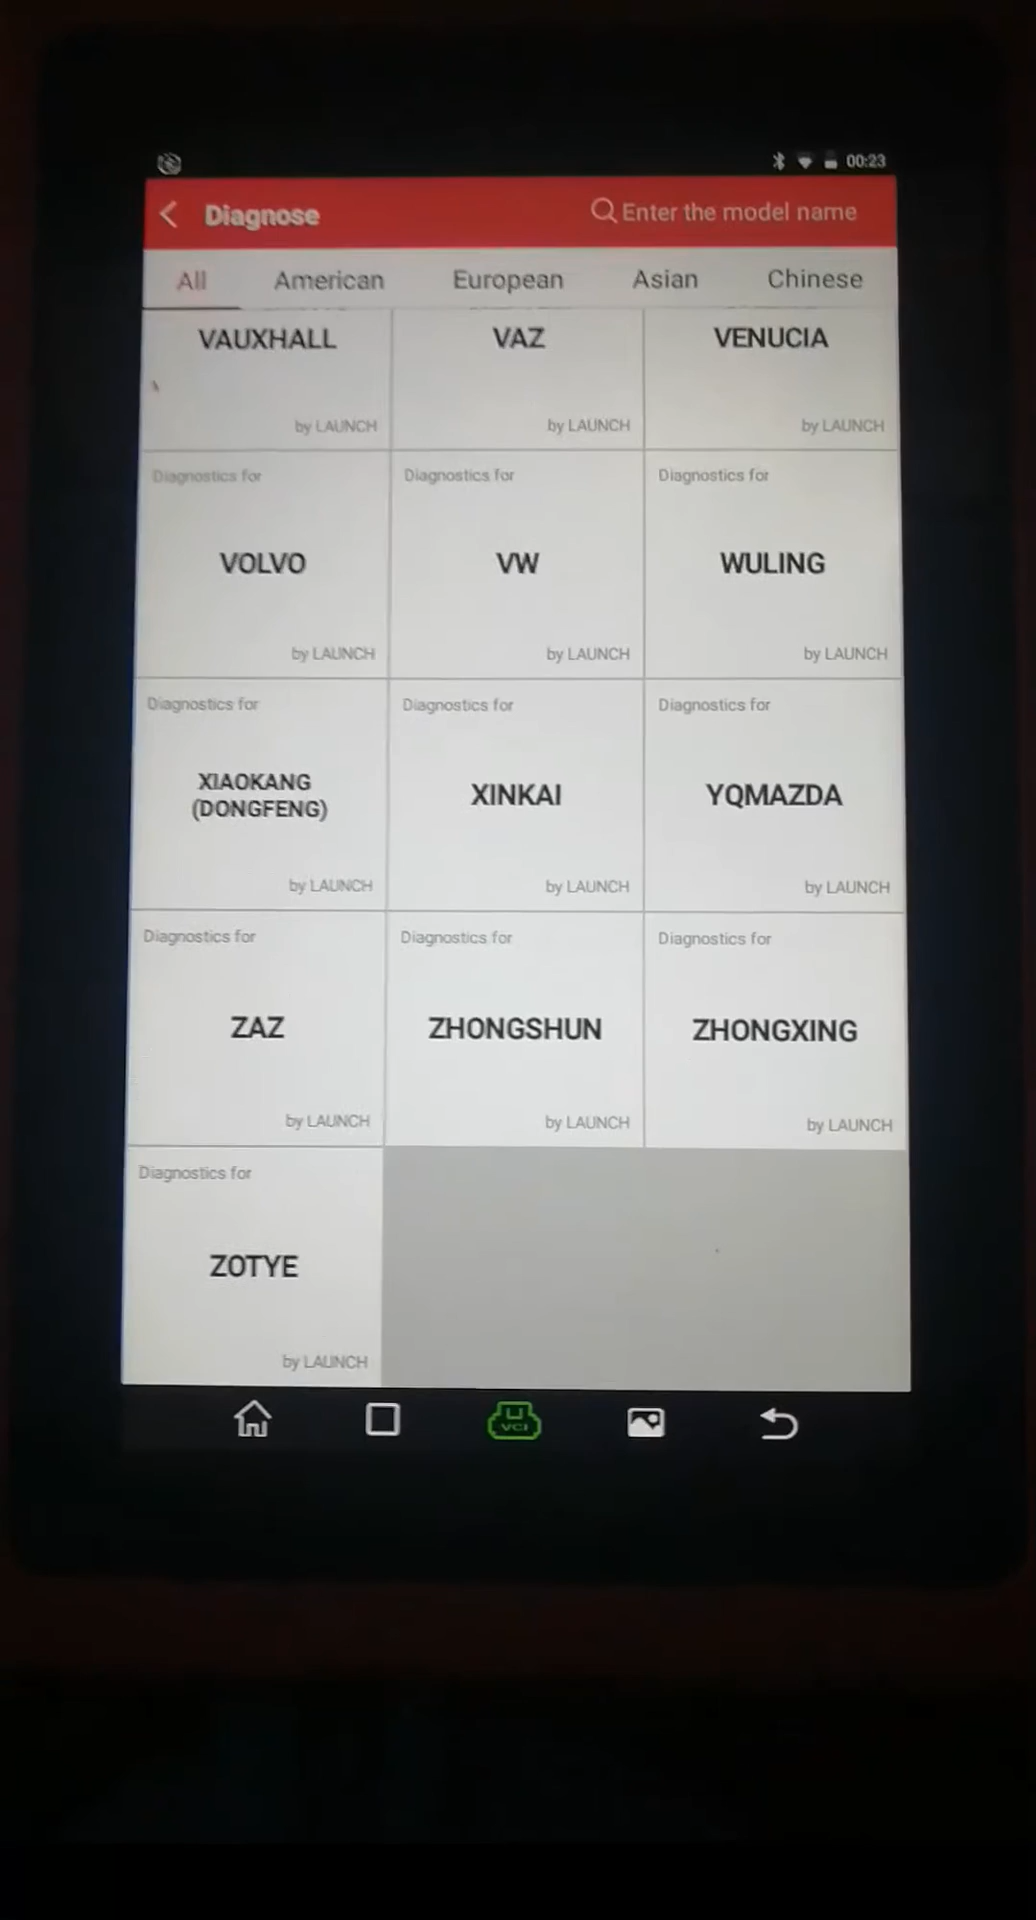 00:23
Diagnose
Enter the model name
All American European Asian Chinese
VAUXHALL VAZ VENUCIA
by LAUNCH by LAUNCH by LAUNCH
Diagnostics for Diagnostics for Diagnostics for
VOLVO VW WULING
by LAUNCH by LAUNCH by LAUNCH
Diagnostics for Diagnostics for Diagnostics for
XIAOKANG
(DONGFENG) XINKAI YQMAZDA
by LAUNCH by LAUNCH by LAUNCH
Diagnostics for Diagnostics for Diagnostics for
ZAZ ZHONGSHUN ZHONGXING
by LAUNCH by LAUNCH by LAUNCH
Diagnostics for
ZOTYE
by LAUNCH
VCI